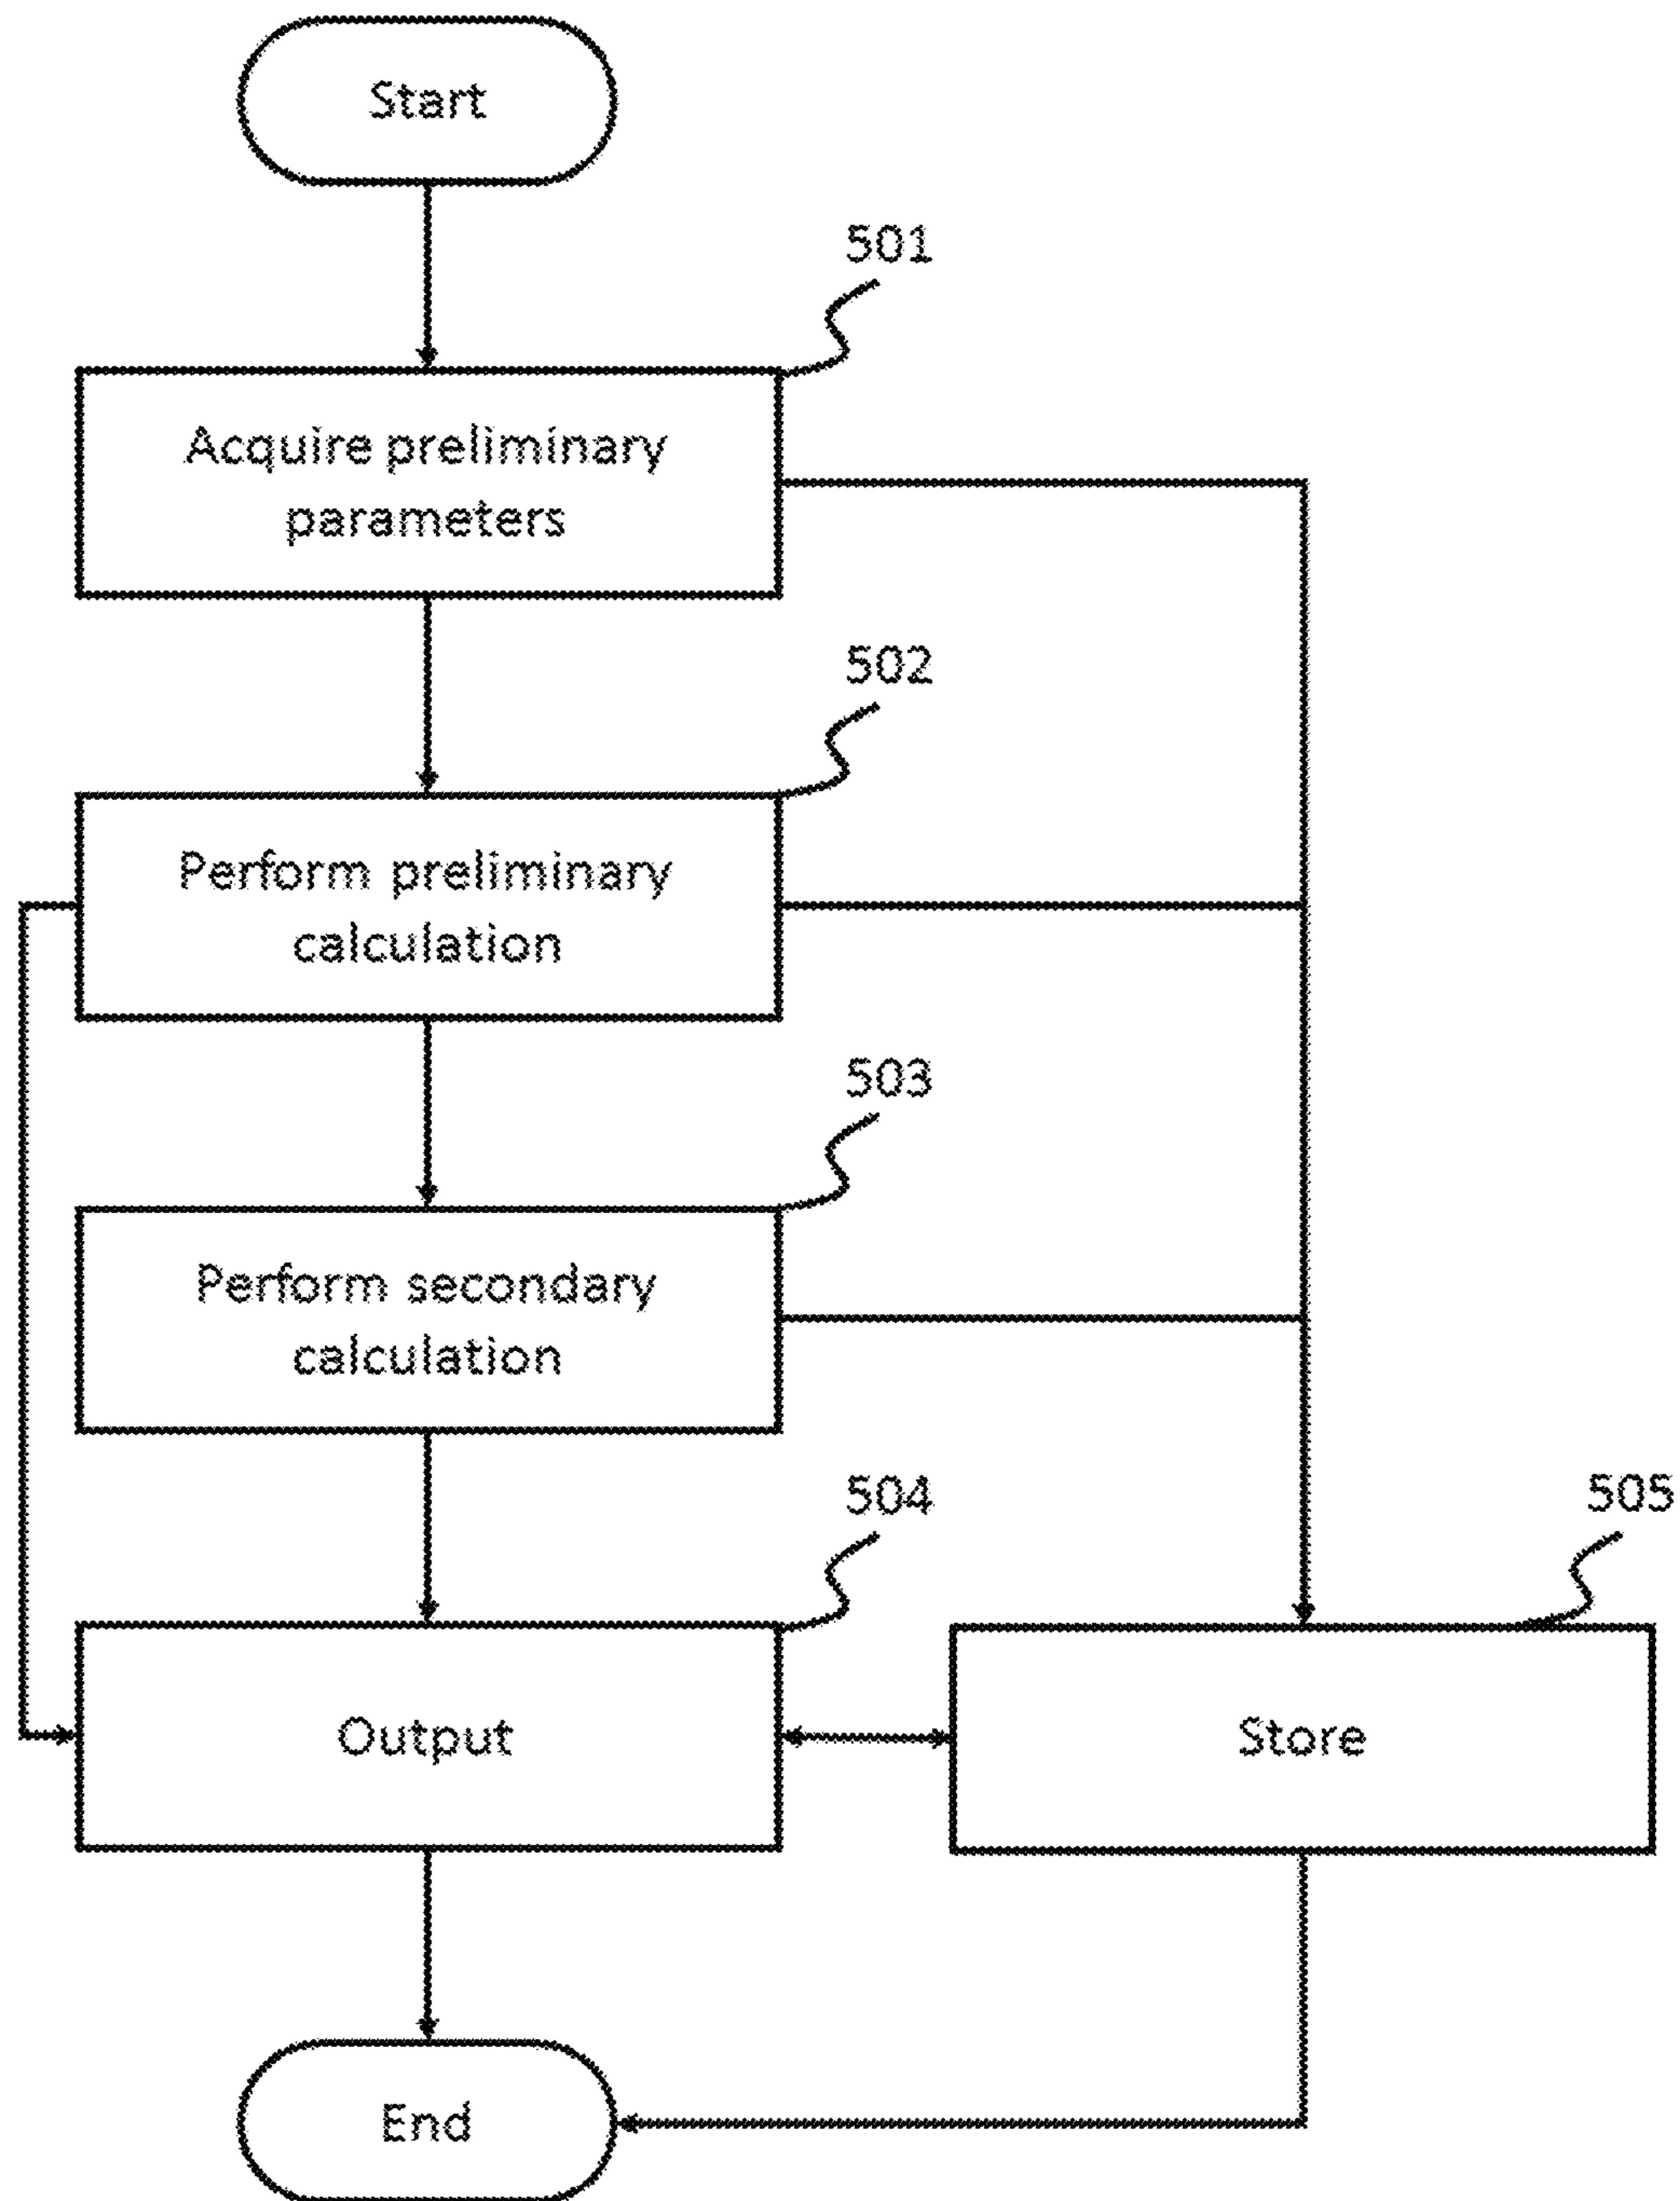 Start
501
Acquire preliminary
parameters
502
Perform preliminary
calculation
503
Perform secondary
calculation
504
505
Output
Store
End